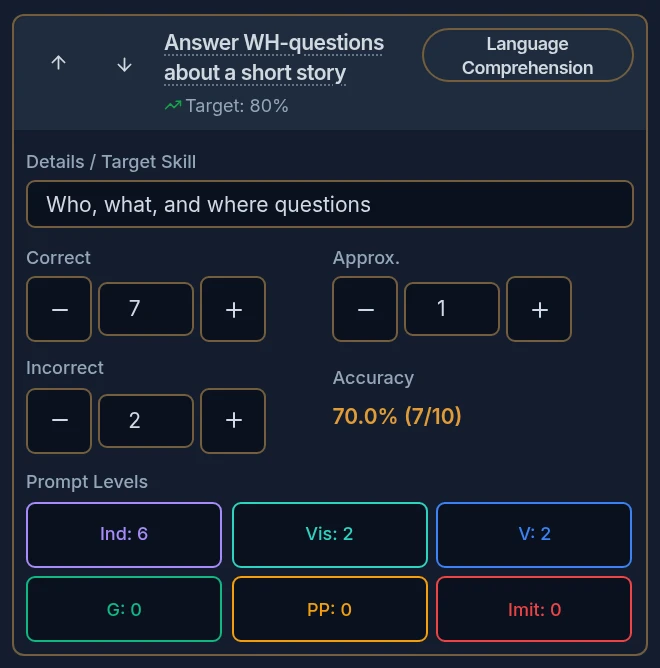 Answer WH-questions
about a short story
Language
Comprehension
Target: 80%
Details / Target Skill
Who, what, and where questions
Correct
Approx.
− 7 +
− 1 +
Incorrect
Accuracy
− 2 +
70.0% (7/10)
Prompt Levels
Ind: 6
Vis: 2
V: 2
G: 0
PP: 0
Imit: 0